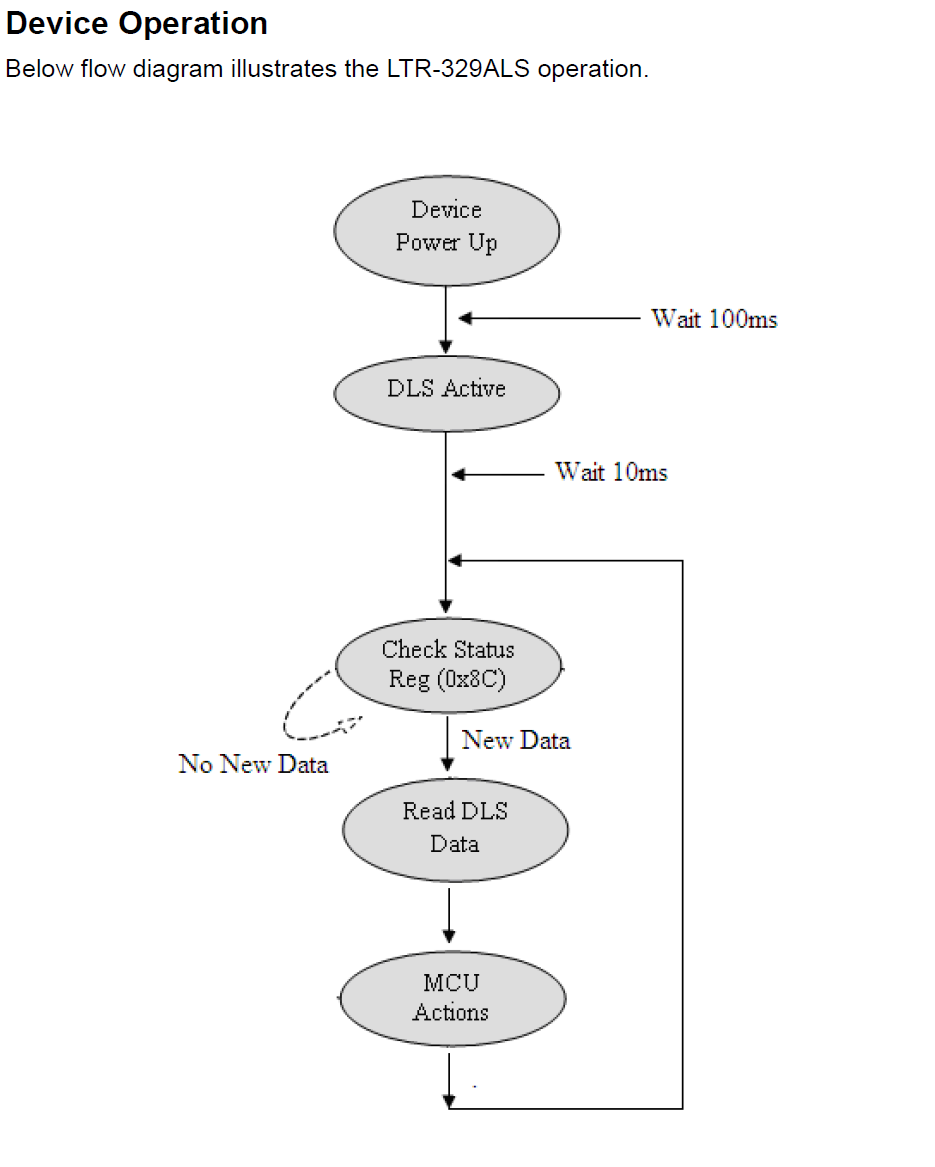 Device Operation
Below flow diagram illustrates the LTR-329ALS operation.
Device
Power Up
Wait 100ms
DLS Active
Wait 10ms
Check Status
Reg (0x8C)
New Data
No New Data
Read DLS
Data
MCU
Actions